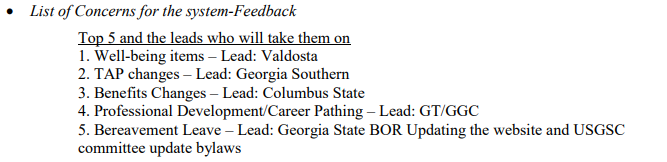 • List of Concerns for the system-Feedback
Top 5 and the leads who will take them on
1. Well-being items – Lead: Valdosta
2. TAP changes – Lead: Georgia Southern
3. Benefits Changes – Lead: Columbus State
4. Professional Development/Career Pathing – Lead: GT/GGC
5. Bereavement Leave – Lead: Georgia State BOR Updating the website and USGSC
committee update bylaws